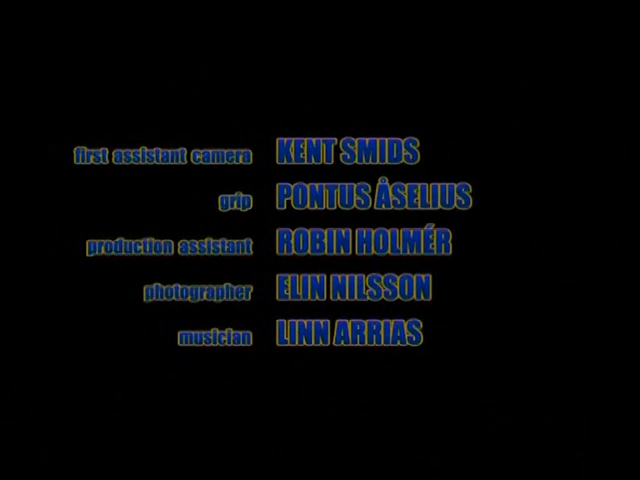 first assistant camera KENT SMIDS
grip PONTUS ÅSELIUS
production assistant ROBIN HOLMÉR
photographer ELIN NILSSON
musician LINN ARRIAS